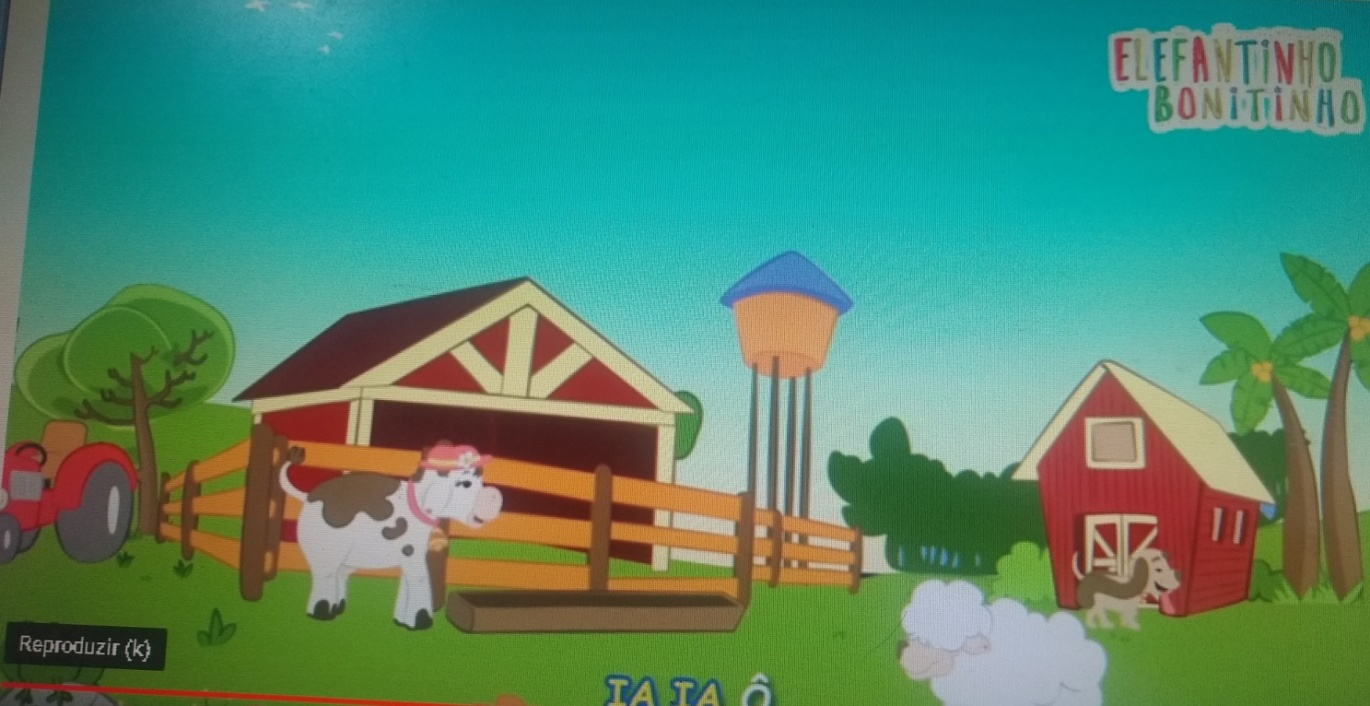 ELEFANTINHO
BONITINHO
Reproduzir (k)
IA IA Ô